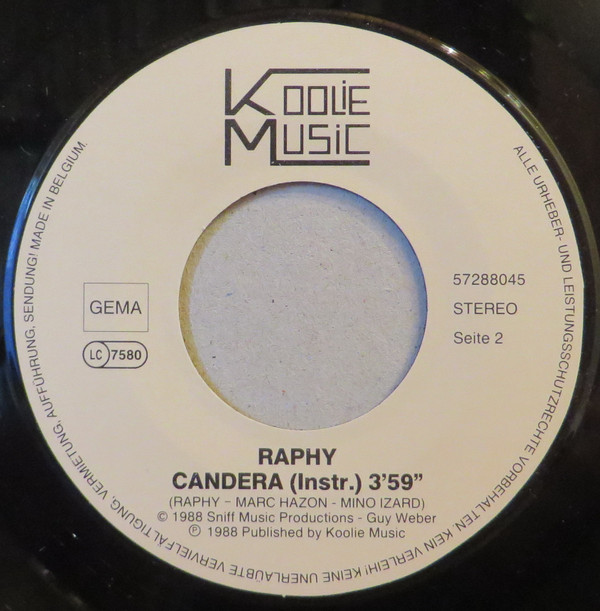 KOOLIE
MUSIC
ALLE URHEBER- UND LEISTUNGSSCHUTZRECHTE VORBEHALTEN. KEIN VERLEIH! KEINE UNERLAUBTE VERVIELFÄLTIGUNG, VERMIETUNG, AUFFÜHRUNG, SENDUNG! MADE IN BELGIUM.
GEMA
LC 7580
57288045
STEREO
Seite 2
RAPHY
CANDERA (Instr.) 3'59"
(RAPHY - MARC HAZON - MINO IZARD)
© 1988 Sniff Music Productions - Guy Weber
℗ 1988 Published by Koolie Music